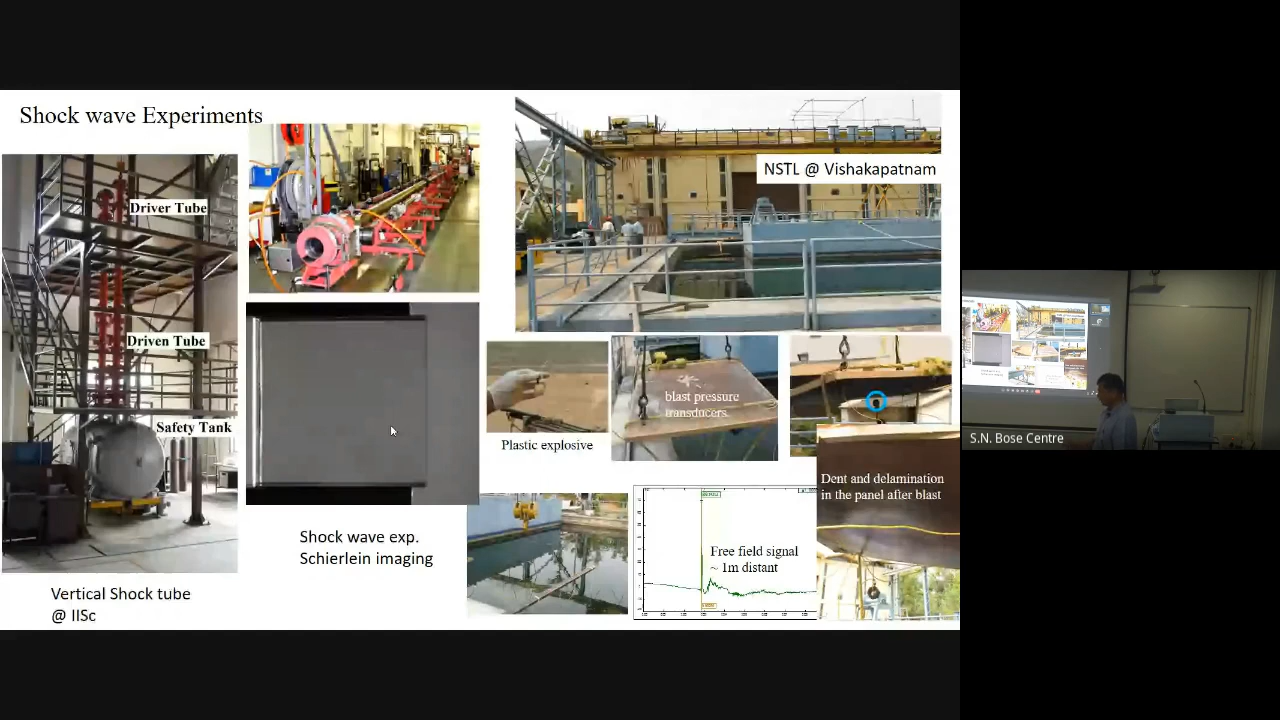 Shock wave Experiments
Driver Tube
Driven Tube
Safety Tank
Vertical Shock tube
@ IISc
Shock wave exp.
Schierlein imaging
NSTL @ Vishakapatnam
Plastic explosive
blast pressure
transducers
Dent and delamination
in the panel after blast
Free field signal
~ 1m distant
S.N. Bose Centre